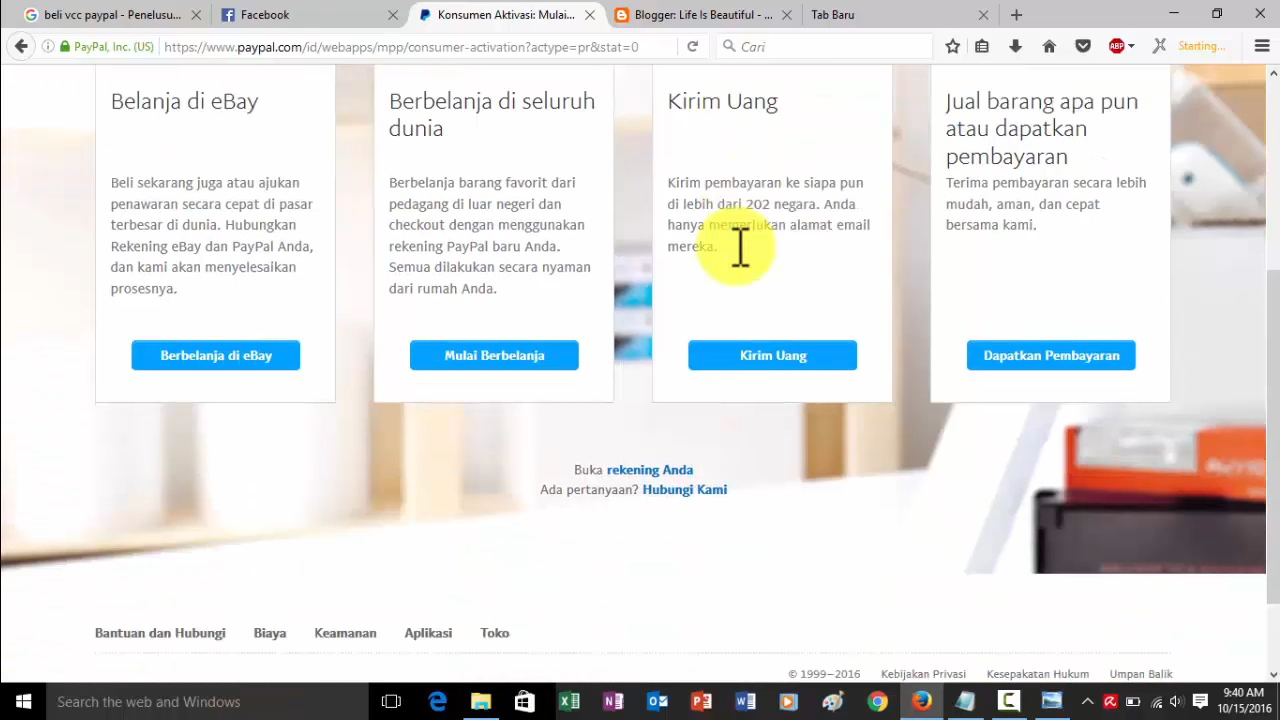 beli vcc paypal - Penelusu...
Facebook
Konsumen Aktivasi: Mulai...
Blogger: Life Is Beautiful - ...
Tab Baru
PayPal, Inc. (US)
https://www.paypal.com/id/webapps/mpp/consumer-activation?actype=pr&stat=0
Cari
ABP
Starting...
Belanja di eBay
Beli sekarang juga atau ajukan
penawaran secara cepat di pasar
terbesar di dunia. Hubungkan
Rekening eBay dan PayPal Anda,
dan kami akan menyelesaikan
prosesnya.
Berbelanja di eBay
Berbelanja di seluruh
dunia
Berbelanja barang favorit dari
pedagang di luar negeri dan
checkout dengan menggunakan
rekening PayPal baru Anda.
Semua dilakukan secara nyaman
dari rumah Anda.
Mulai Berbelanja
Kirim Uang
Kirim pembayaran ke siapa pun
di lebih dari 202 negara. Anda
hanya memerlukan alamat email
mereka.
Kirim Uang
Jual barang apa pun
atau dapatkan
pembayaran
Terima pembayaran secara lebih
mudah, aman, dan cepat
bersama kami.
Dapatkan Pembayaran
Buka rekening Anda
Ada pertanyaan? Hubungi Kami
Bantuan dan Hubungi
Biaya
Keamanan
Aplikasi
Toko
© 1999–2016
Kebijakan Privasi
Kesepakatan Hukum
Umpan Balik
Search the web and Windows
9:40 AM
10/15/2016